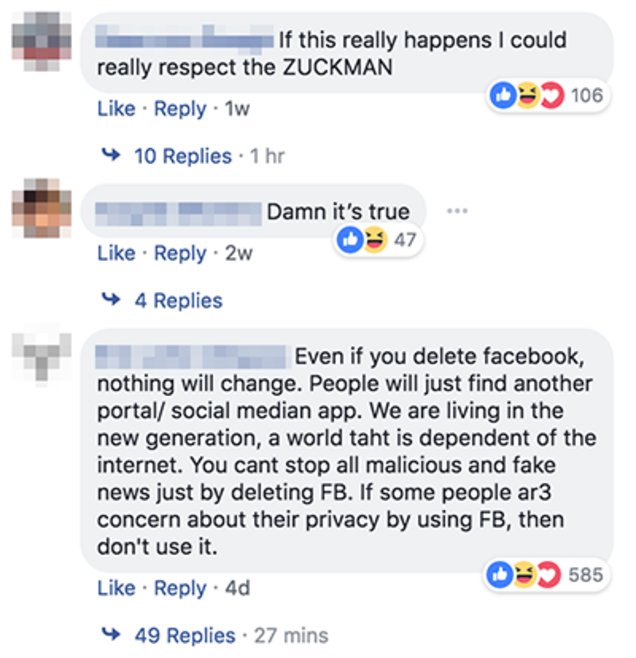 If this really happens I could
really respect the ZUCKMAN
106
Like · Reply · 1w
10 Replies · 1 hr
Damn it's true
47
Like · Reply · 2w
4 Replies
Even if you delete facebook,
nothing will change. People will just find another
portal/ social median app. We are living in the
new generation, a world taht is dependent of the
internet. You cant stop all malicious and fake
news just by deleting FB. If some people ar3
concern about their privacy by using FB, then
don't use it.
585
Like · Reply · 4d
49 Replies · 27 mins